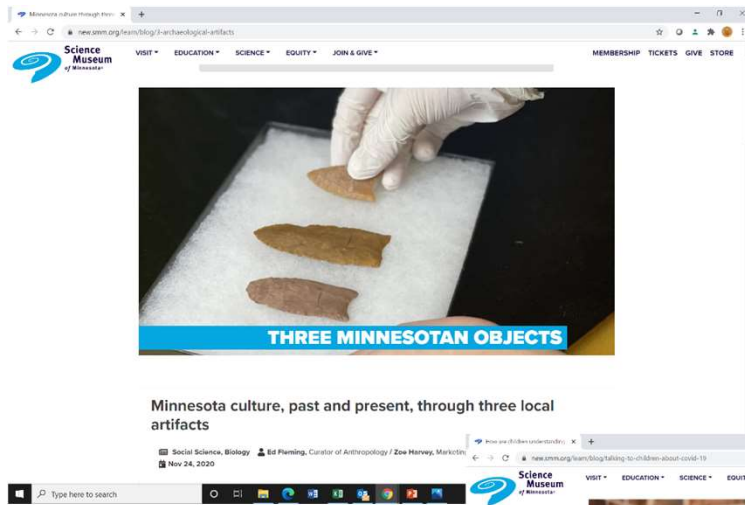 Minnesota culture through thre
new.smm.org/learn/blog/3-archaeological-artifacts
Science
Museum
of Minnesota
VISIT EDUCATION SCIENCE EQUITY JOIN & GIVE
MEMBERSHIP TICKETS GIVE STORE
THREE MINNESOTAN OBJECTS
Minnesota culture, past and present, through three local
artifacts
Social Science, Biology Ed Fleming, Curator of Anthropology / Zoe Harvey, Marketing
Nov 24, 2020
Type here to search
How are children understanding
new.smm.org/learn/blog/talking-to-children-about-covid-19
Science
Museum
of Minnesota
VISIT EDUCATION SCIENCE EQUIT